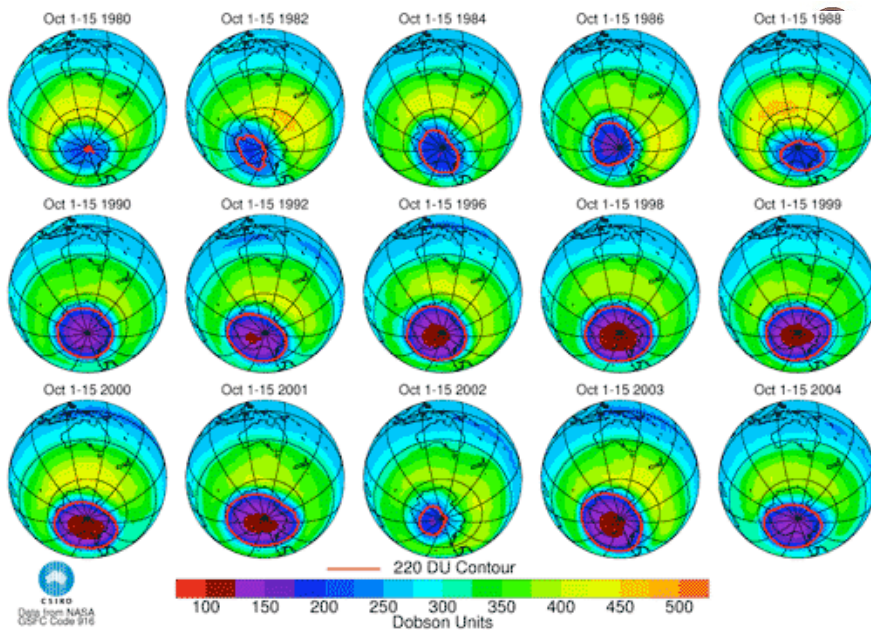 Oct 1-15 1980
Oct 1-15 1982
Oct 1-15 1984
Oct 1-15 1986
Oct 1-15 1988
Oct 1-15 1990
Oct 1-15 1992
Oct 1-15 1996
Oct 1-15 1998
Oct 1-15 1999
Oct 1-15 2000
Oct 1-15 2001
Oct 1-15 2002
Oct 1-15 2003
Oct 1-15 2004
220 DU Contour
CSIRO
Data from NASA
GSFC Code 916
100 150 200 250 300 350 400 450 500
Dobson Units